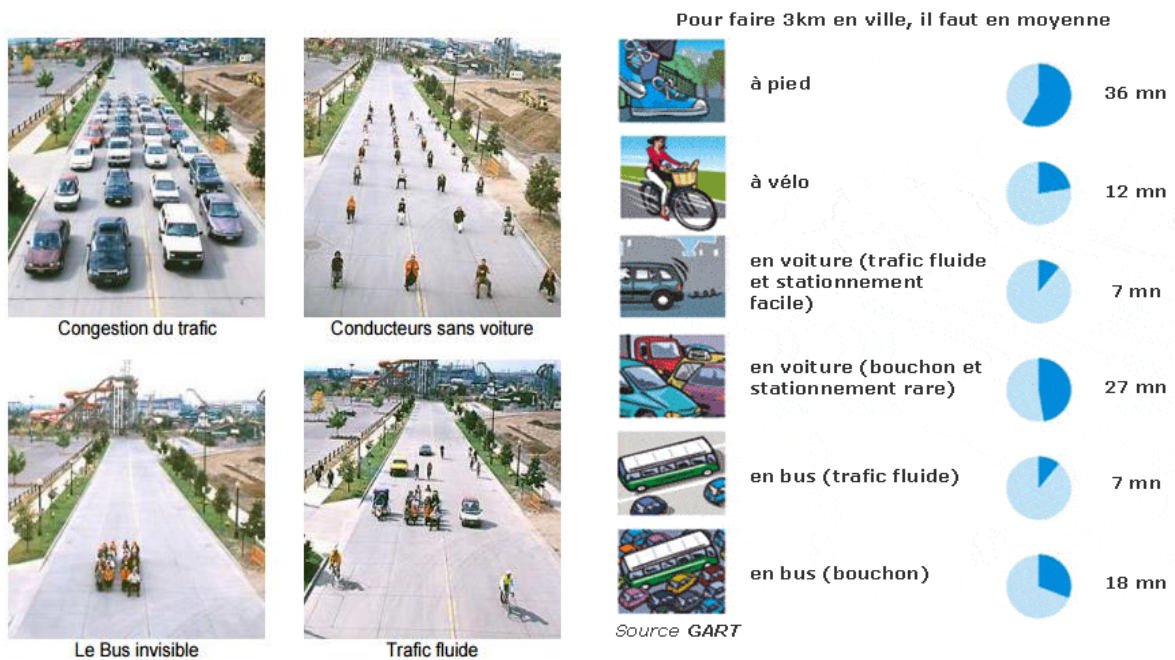 Congestion du trafic
Conducteurs sans voiture
Le Bus invisible
Trafic fluide
Pour faire 3km en ville, il faut en moyenne
à pied
36 mn
à vélo
12 mn
en voiture (trafic fluide
et stationnement
facile)
7 mn
en voiture (bouchon et
stationnement rare)
27 mn
en bus (trafic fluide)
7 mn
en bus (bouchon)
18 mn
Source GART